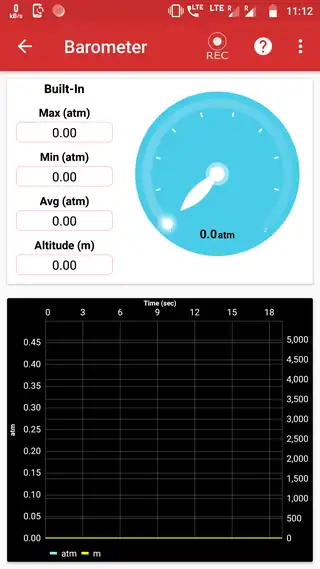 0
kB/s
LTE
LTE
R
R
11:12
Barometer
REC
?
Built-In
Max (atm)
0.00
Min (atm)
0.00
Avg (atm)
0.00
Altitude (m)
0.00
0.0 atm
Time (sec)
0 3 6 9 12 15 18
0.45
0.40
0.35
0.30
0.25
0.20
0.15
0.10
0.05
0.00
atm
5,000
4,500
4,000
3,500
3,000
2,500
2,000
1,500
1,000
500
0
atm m